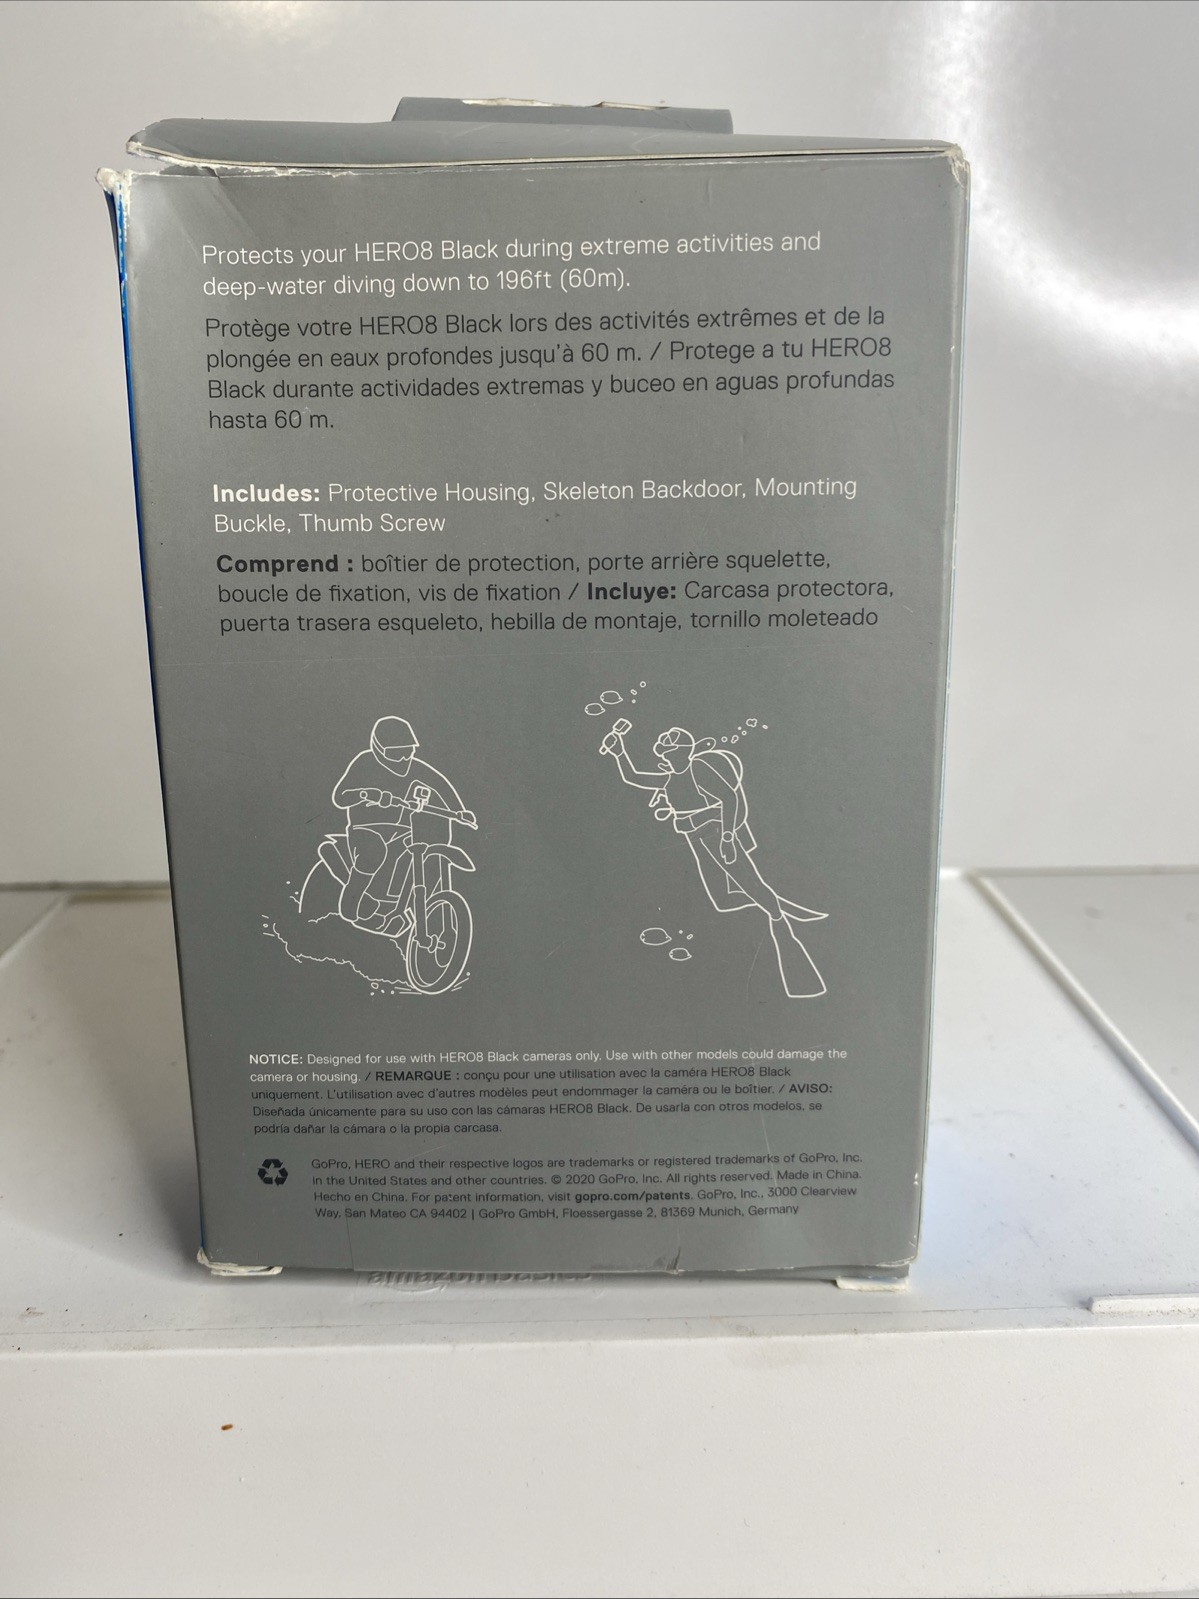 Protects your HERO8 Black during extreme activities and
deep-water diving down to 196ft (60m).
Protège votre HERO8 Black lors des activités extrêmes et de la
plongée en eaux profondes jusqu'à 60 m. / Protege a tu HERO8
Black durante actividades extremas y buceo en aguas profundas
hasta 60 m.
Includes: Protective Housing, Skeleton Backdoor, Mounting
Buckle, Thumb Screw
Comprend : boîtier de protection, porte arrière squelette,
boucle de fixation, vis de fixation / Incluye: Carcasa protectora,
puerta trasera esqueleto, hebilla de montaje, tornillo moleteado
NOTICE: Designed for use with HERO8 Black cameras only. Use with other models could damage the
camera or housing. / REMARQUE : conçu pour une utilisation avec la caméra HERO8 Black
uniquement. L'utilisation avec d'autres modèles peut endommager la caméra ou le boîtier. / AVISO:
Diseñada únicamente para su uso con las cámaras HERO8 Black. De usarla con otros modelos, se
podría dañar la cámara o la propia carcasa.
GoPro, HERO and their respective logos are trademarks or registered trademarks of GoPro, Inc.
in the United States and other countries. © 2020 GoPro, Inc. All rights reserved. Made in China.
Hecho en China. For patent information, visit gopro.com/patents. GoPro, Inc., 3000 Clearview
Way, San Mateo CA 94402 | GoPro GmbH, Floessergasse 2, 81369 Munich, Germany
amazon basics